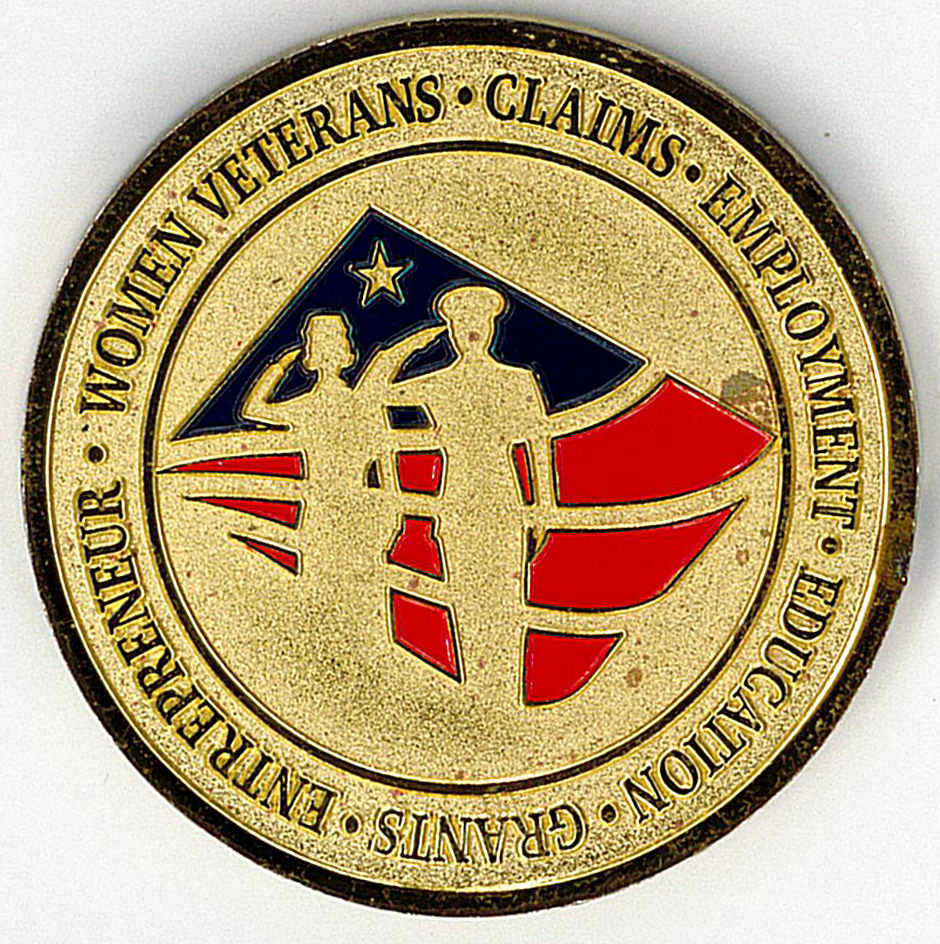 WOMEN VETERANS • CLAIMS • EMPLOYMENT • EDUCATION • GRANTS • ENTREPRENEUR •